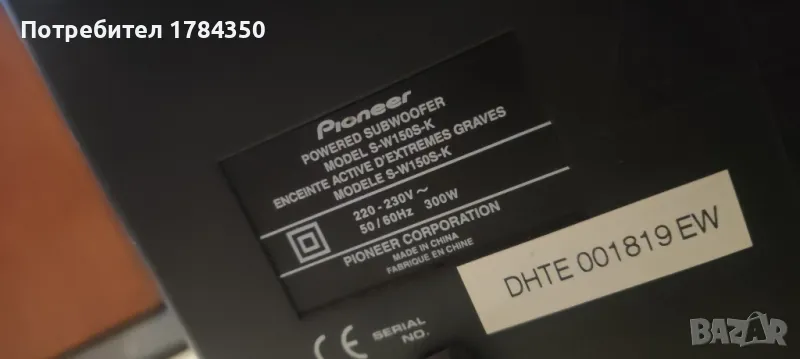 Потребител 1784350
Pioneer
POWERED SUBWOOFER
MODEL S-W150S-K
ENCEINTE ACTIVE D'EXTREMES GRAVES
MODELE S-W150S-K
220 - 230V ~
50 / 60Hz 300W
PIONEER CORPORATION
MADE IN CHINA
FABRIQUE EN CHINE
DHTE 001819 EW
CE SERIAL
NO.
BAZAR